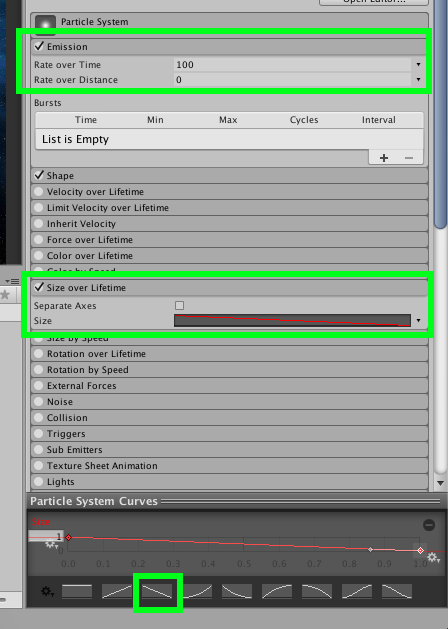 Open Editor...
Particle System
Emission
Rate over Time 100
Rate over Distance 0
Bursts
Time Min Max Cycles Interval
List is Empty
+ −
Shape
Velocity over Lifetime
Limit Velocity over Lifetime
Inherit Velocity
Force over Lifetime
Color over Lifetime
Color by Speed
Size over Lifetime
Separate Axes
Size
Size by Speed
Rotation over Lifetime
Rotation by Speed
External Forces
Noise
Collision
Triggers
Sub Emitters
Texture Sheet Animation
Lights
Particle System Curves
Size
1 1.0
0 0.0 0.1 0.2 0.3 0.4 0.5 0.6 0.7 0.8 0.9 1.0